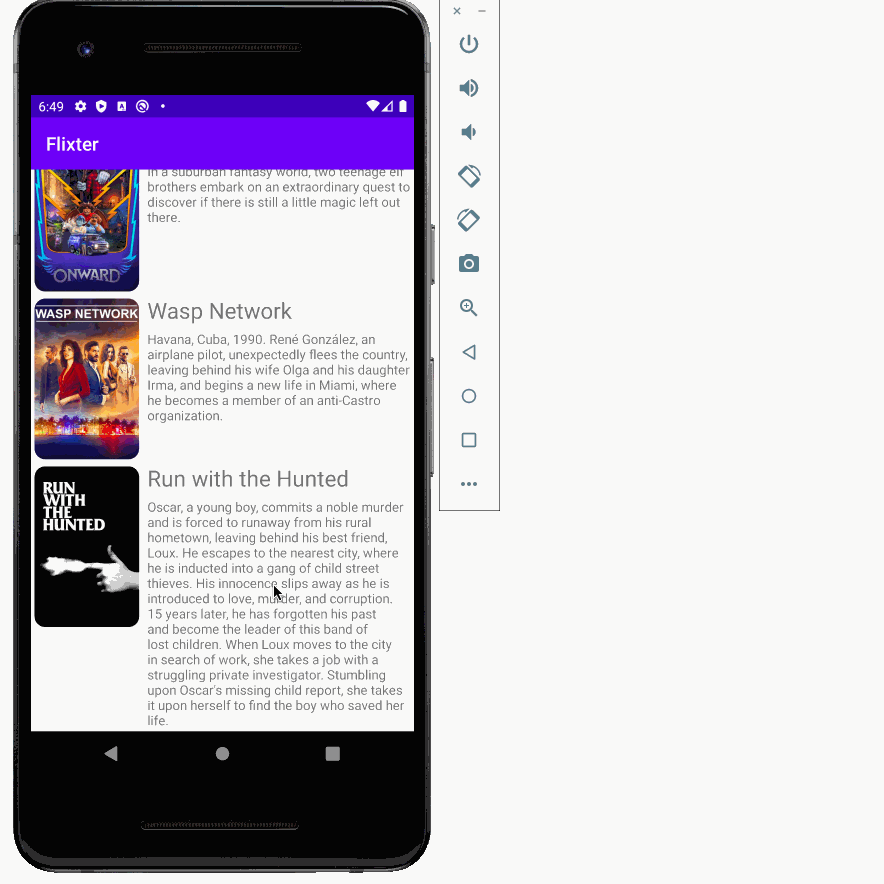 6:49
Flixter
In a suburban fantasy world, two teenage elf
brothers embark on an extraordinary quest to
discover if there is still a little magic left out
there.
ONWARD
WASP NETWORK
Wasp Network
Havana, Cuba, 1990. René González, an
airplane pilot, unexpectedly flees the country,
leaving behind his wife Olga and his daughter
Irma, and begins a new life in Miami, where
he becomes a member of an anti-Castro
organization.
RUN
WITH
THE
HUNTED
Run with the Hunted
Oscar, a young boy, commits a noble murder
and is forced to runaway from his rural
hometown, leaving behind his best friend,
Loux. He escapes to the nearest city, where
he is inducted into a gang of child street
thieves. His innocence slips away as he is
introduced to love, murder, and corruption.
15 years later, he has forgotten his past
and become the leader of this band of
lost children. When Loux moves to the city
in search of work, she takes a job with a
struggling private investigator. Stumbling
upon Oscar's missing child report, she takes
it upon herself to find the boy who saved her
life.